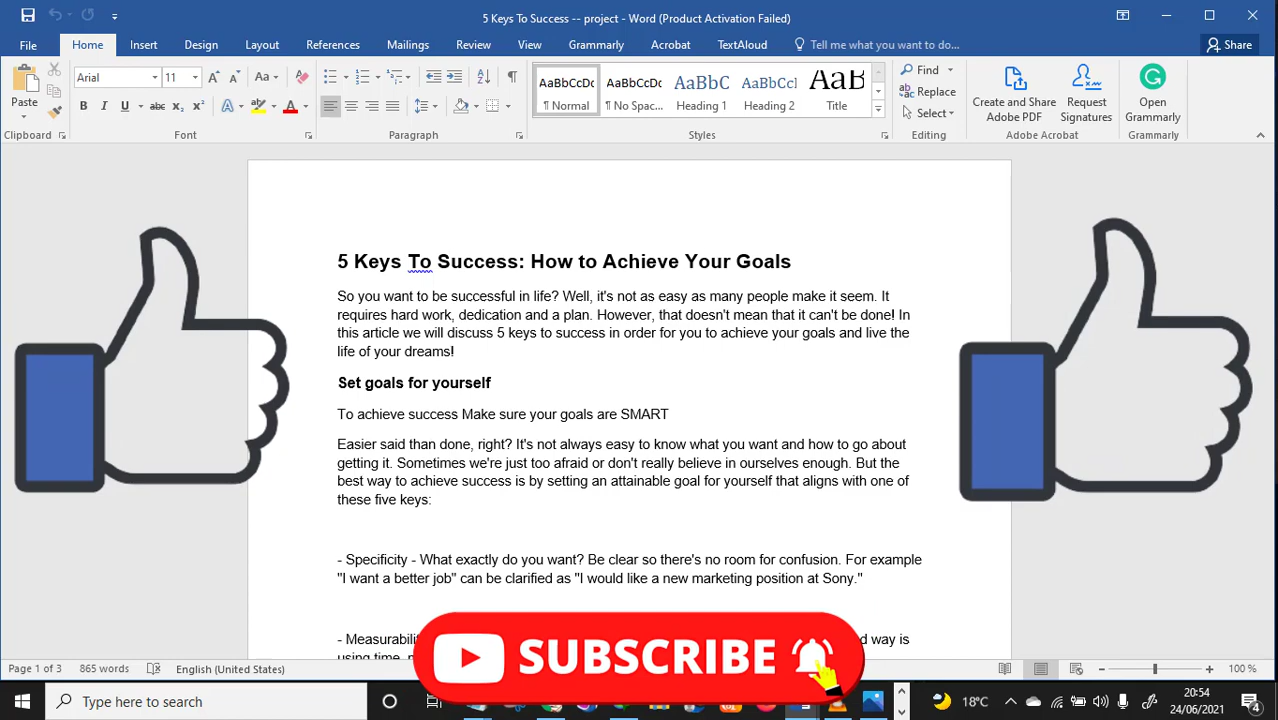 5 Keys To Success -- project - Word (Product Activation Failed)
File Home Insert Design Layout References Mailings Review View Grammarly Acrobat TextAloud Tell me what you want to do... Share
Paste
Arial 11 Aa
B I U abc X₂ X² A A
AaBbCcDc AaBbCcDc AaBbC AaBbCcI AaB
¶ Normal ¶ No Spac... Heading 1 Heading 2 Title
Find
Replace
Select
Create and Share Adobe PDF
Request Signatures
Open Grammarly
Clipboard Font Paragraph Styles Editing Adobe Acrobat Grammarly
5 Keys To Success: How to Achieve Your Goals
So you want to be successful in life? Well, it's not as easy as many people make it seem. It
requires hard work, dedication and a plan. However, that doesn't mean that it can't be done! In
this article we will discuss 5 keys to success in order for you to achieve your goals and live the
life of your dreams!
Set goals for yourself
To achieve success Make sure your goals are SMART
Easier said than done, right? It's not always easy to know what you want and how to go about
getting it. Sometimes we're just too afraid or don't really believe in ourselves enough. But the
best way to achieve success is by setting an attainable goal for yourself that aligns with one of
these five keys:
- Specificity - What exactly do you want? Be clear so there's no room for confusion. For example
"I want a better job" can be clarified as "I would like a new marketing position at Sony."
- way is
using time,
SUBSCRIBE
Page 1 of 3 865 words English (United States) 100 %
Type here to search
18°C
20:54
24/06/2021
4